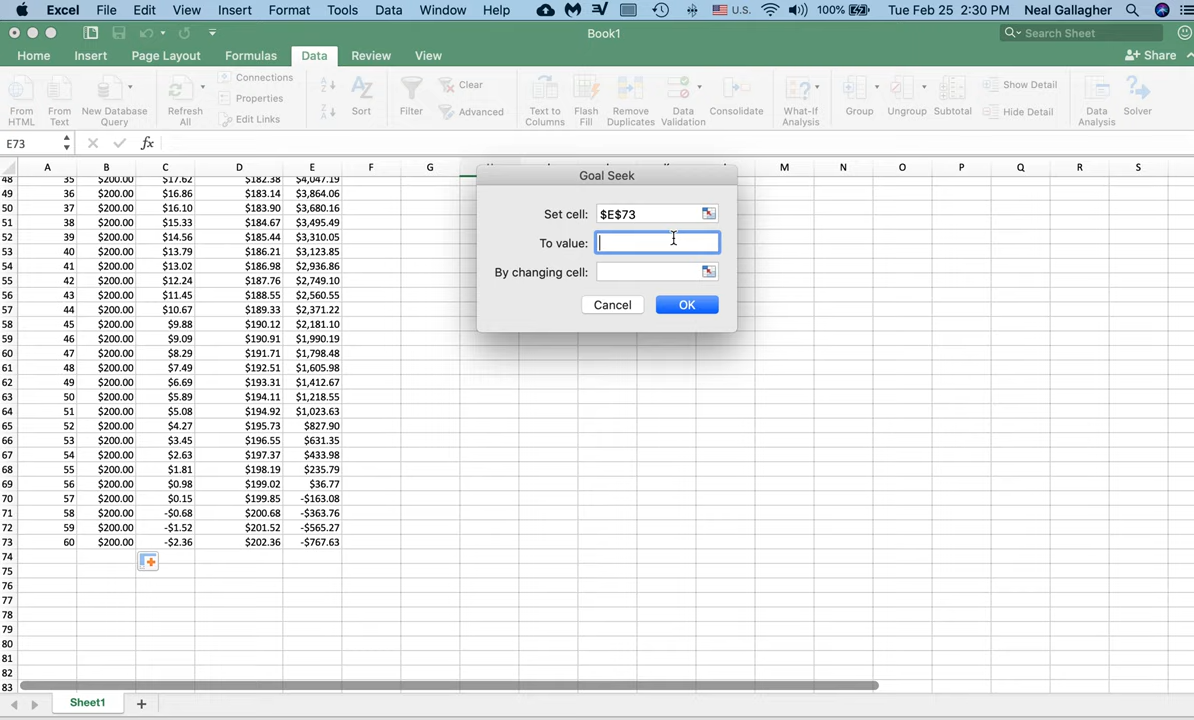 Excel File Edit View Insert Format Tools Data Window Help U.S. 100% Tue Feb 25 2:30 PM Neal Gallagher
Book1 Search Sheet
Home Insert Page Layout Formulas Data Review View Share
Connections
Properties
Edit Links
Clear
Advanced
Show Detail
Hide Detail
From HTML From Text New Database Query Refresh All Sort Filter Text to Columns Flash Fill Remove Duplicates Data Validation Consolidate What-If Analysis Group Ungroup Subtotal Data Analysis Solver
E73 fx
A B C D E F G M N O P Q R S
Goal Seek
Set cell: $E$73
To value:
By changing cell:
Cancel OK
48 35 $200.00 $17.62 $182.38 $4,047.19
49 36 $200.00 $16.86 $183.14 $3,864.06
50 37 $200.00 $16.10 $183.90 $3,680.16
51 38 $200.00 $15.33 $184.67 $3,495.49
52 39 $200.00 $14.56 $185.44 $3,310.05
53 40 $200.00 $13.79 $186.21 $3,123.85
54 41 $200.00 $13.02 $186.98 $2,936.86
55 42 $200.00 $12.24 $187.76 $2,749.10
56 43 $200.00 $11.45 $188.55 $2,560.55
57 44 $200.00 $10.67 $189.33 $2,371.22
58 45 $200.00 $9.88 $190.12 $2,181.10
59 46 $200.00 $9.09 $190.91 $1,990.19
60 47 $200.00 $8.29 $191.71 $1,798.48
61 48 $200.00 $7.49 $192.51 $1,605.98
62 49 $200.00 $6.69 $193.31 $1,412.67
63 50 $200.00 $5.89 $194.11 $1,218.55
64 51 $200.00 $5.08 $194.92 $1,023.63
65 52 $200.00 $4.27 $195.73 $827.90
66 53 $200.00 $3.45 $196.55 $631.35
67 54 $200.00 $2.63 $197.37 $433.98
68 55 $200.00 $1.81 $198.19 $235.79
69 56 $200.00 $0.98 $199.02 $36.77
70 57 $200.00 $0.15 $199.85 -$163.08
71 58 $200.00 -$0.68 $200.68 -$363.76
72 59 $200.00 -$1.52 $201.52 -$565.27
73 60 $200.00 -$2.36 $202.36 -$767.63
74
75
76
77
78
79
80
81
82
83
Sheet1 +